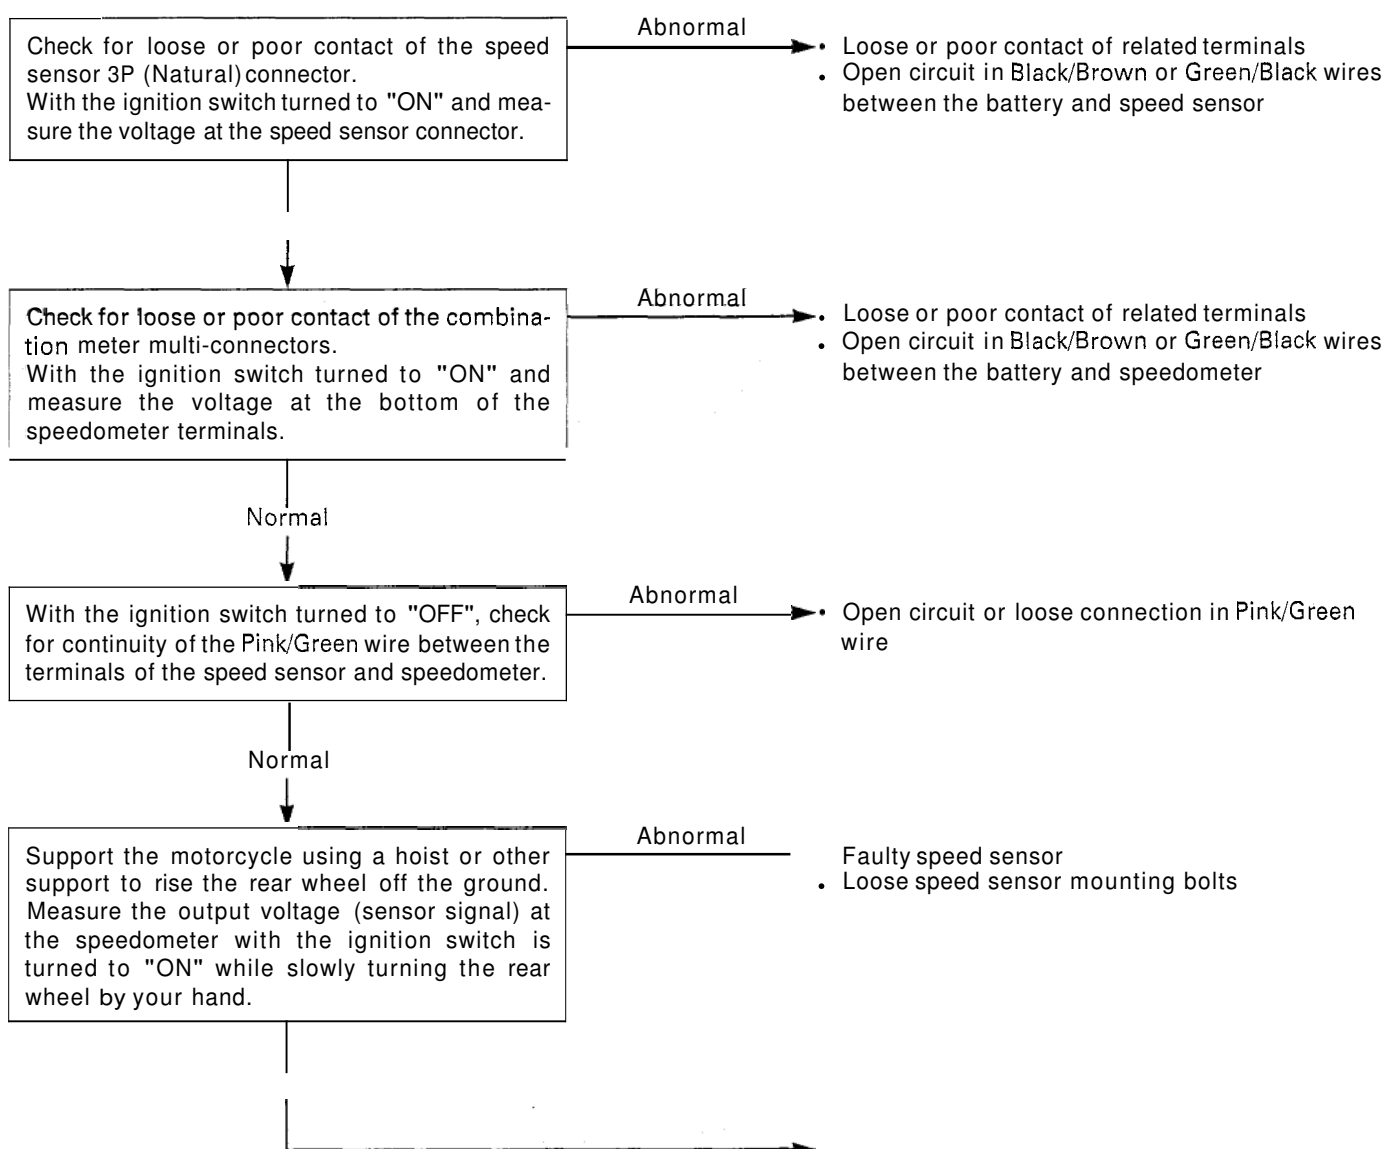 Check for loose or poor contact of the speed
sensor 3P (Natural) connector.
With the ignition switch turned to "ON" and mea-
sure the voltage at the speed sensor connector.
Abnormal
• Loose or poor contact of related terminals
• Open circuit in Black/Brown or Green/Black wires
between the battery and speed sensor
Check for loose or poor contact of the combina-
tion meter multi-connectors.
With the ignition switch turned to "ON" and
measure the voltage at the bottom of the
speedometer terminals.
Abnormal
• Loose or poor contact of related terminals
• Open circuit in Black/Brown or Green/Black wires
between the battery and speedometer
Normal
With the ignition switch turned to "OFF", check
for continuity of the Pink/Green wire between the
terminals of the speed sensor and speedometer.
Abnormal
• Open circuit or loose connection in Pink/Green
wire
Normal
Support the motorcycle using a hoist or other
support to rise the rear wheel off the ground.
Measure the output voltage (sensor signal) at
the speedometer with the ignition switch is
turned to "ON" while slowly turning the rear
wheel by your hand.
Abnormal
Faulty speed sensor
• Loose speed sensor mounting bolts